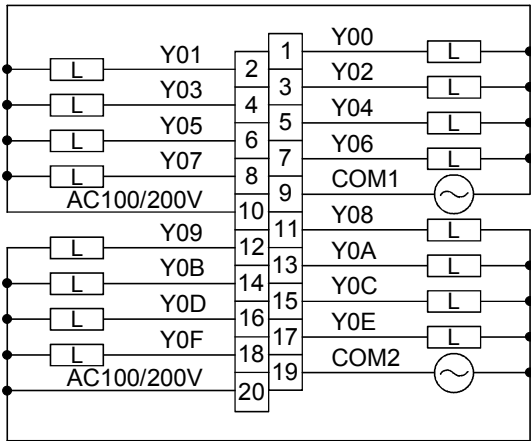 1 Y00 L
L Y01 2
3 Y02 L
L Y03 4
5 Y04 L
L Y05 6
7 Y06 L
L Y07 8
9 COM1
AC100/200V 10
11 Y08 L
L Y09 12
13 Y0A L
L Y0B 14
15 Y0C L
L Y0D 16
17 Y0E L
L Y0F 18
19 COM2
AC100/200V 20